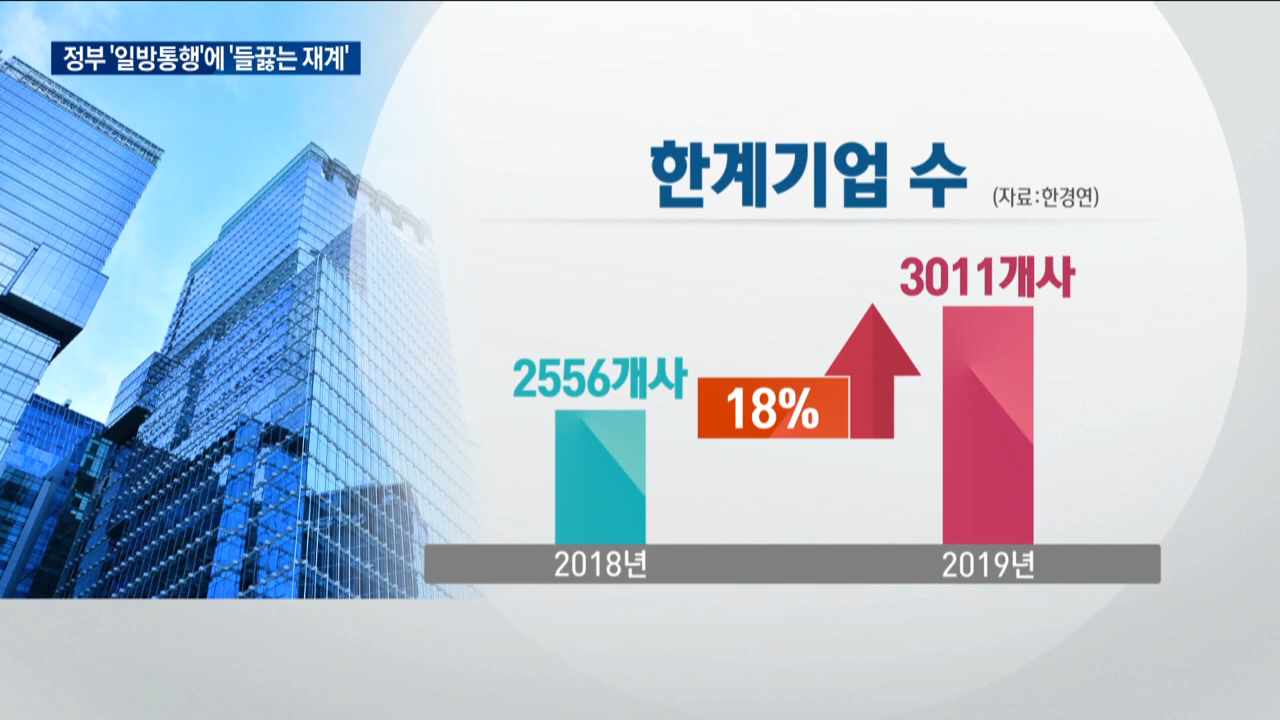 정부 '일방통행'에 '들끓는 재계'
한계기업 수 (자료:한경연)
3011개사
2556개사
18%
2018년 2019년